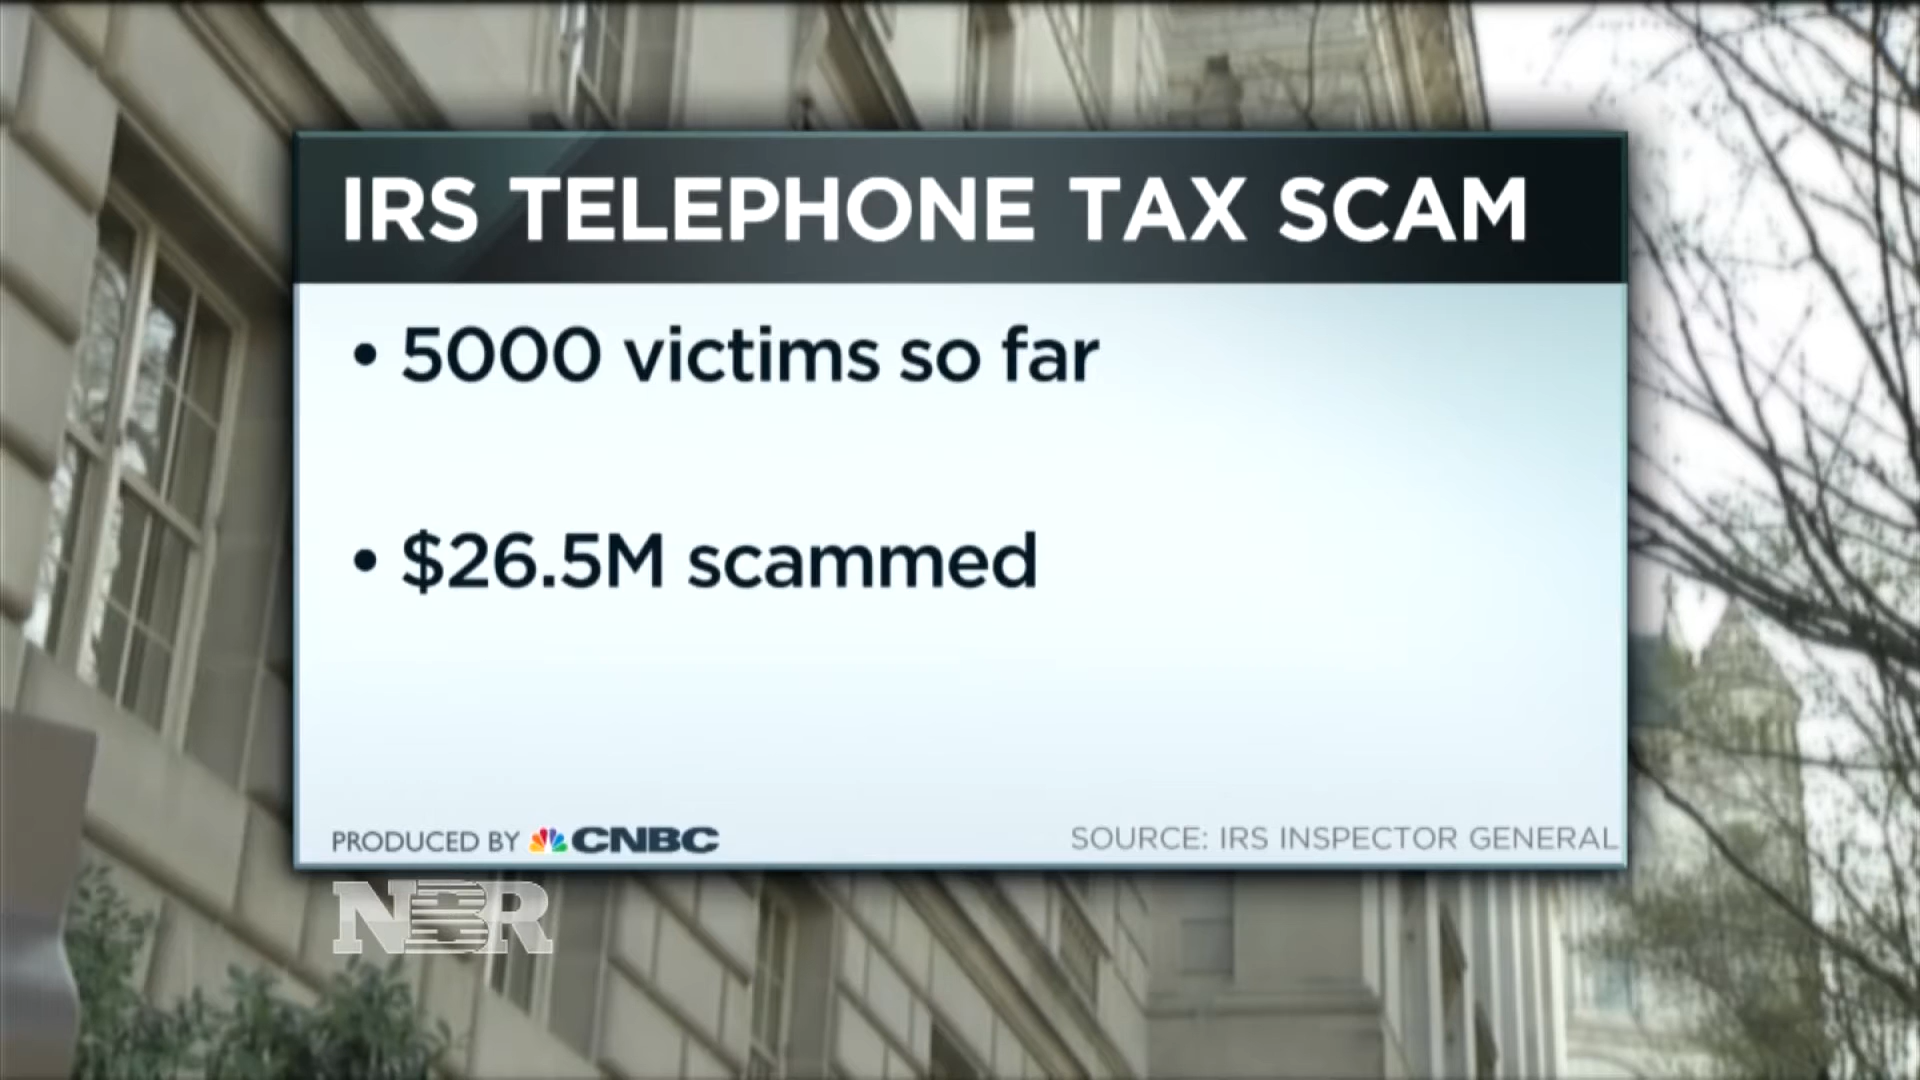 IRS TELEPHONE TAX SCAM
• 5000 victims so far
• $26.5M scammed
PRODUCED BY CNBC
SOURCE: IRS INSPECTOR GENERAL
NBR